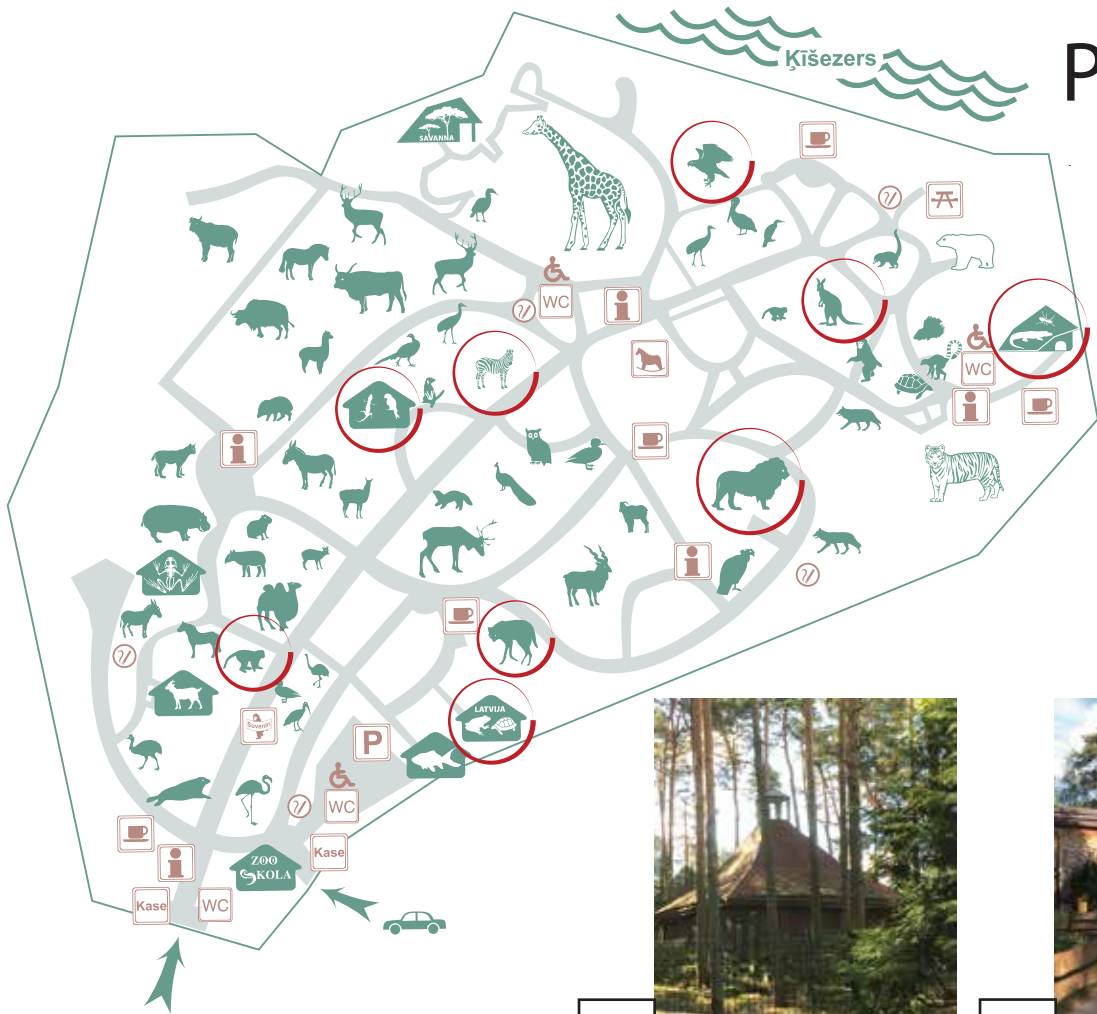 Ķīšezers
P
SAVANNA
WC
WC
LATVIJA
Suvenīri
P
WC
Kase
ZOO
SKOLA
Kase
WC